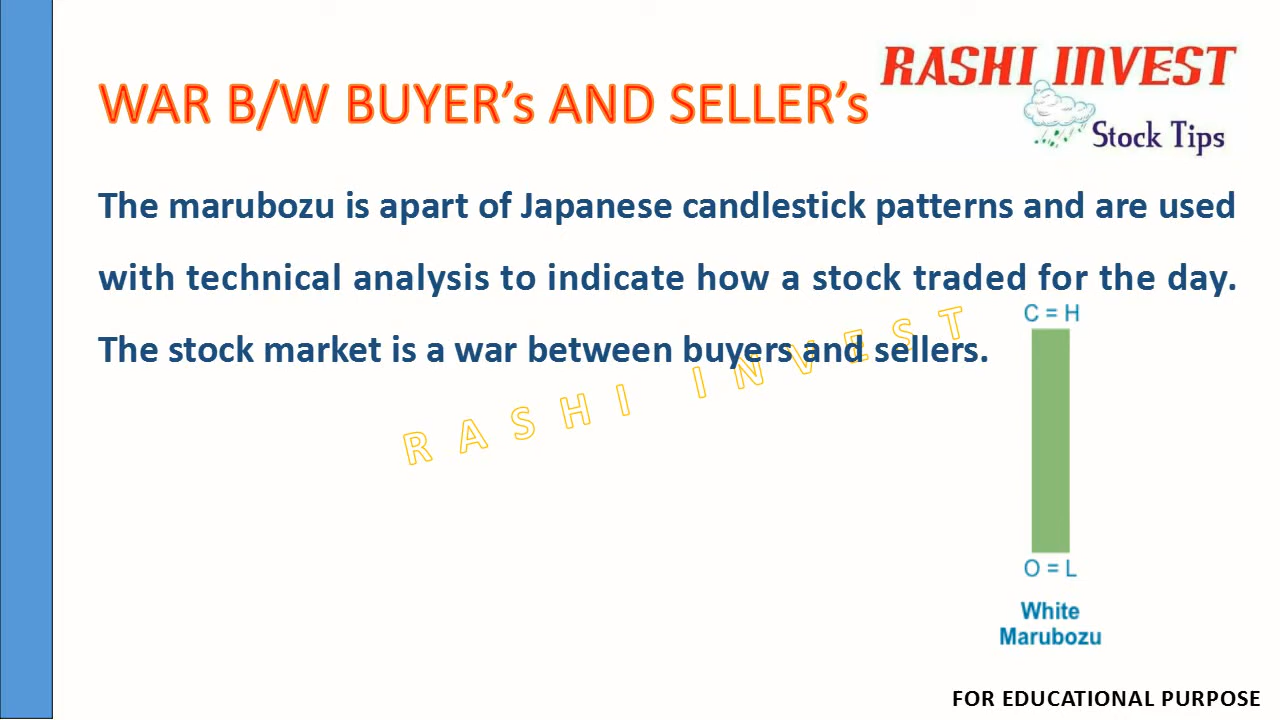 WAR B/W BUYER’s AND SELLER’s
RASHI INVEST
Stock Tips
The marubozu is apart of Japanese candlestick patterns and are used
with technical analysis to indicate how a stock traded for the day.
The stock market is a war between buyers and sellers.
RASHI INVEST
C = H
O = L
White
Marubozu
FOR EDUCATIONAL PURPOSE